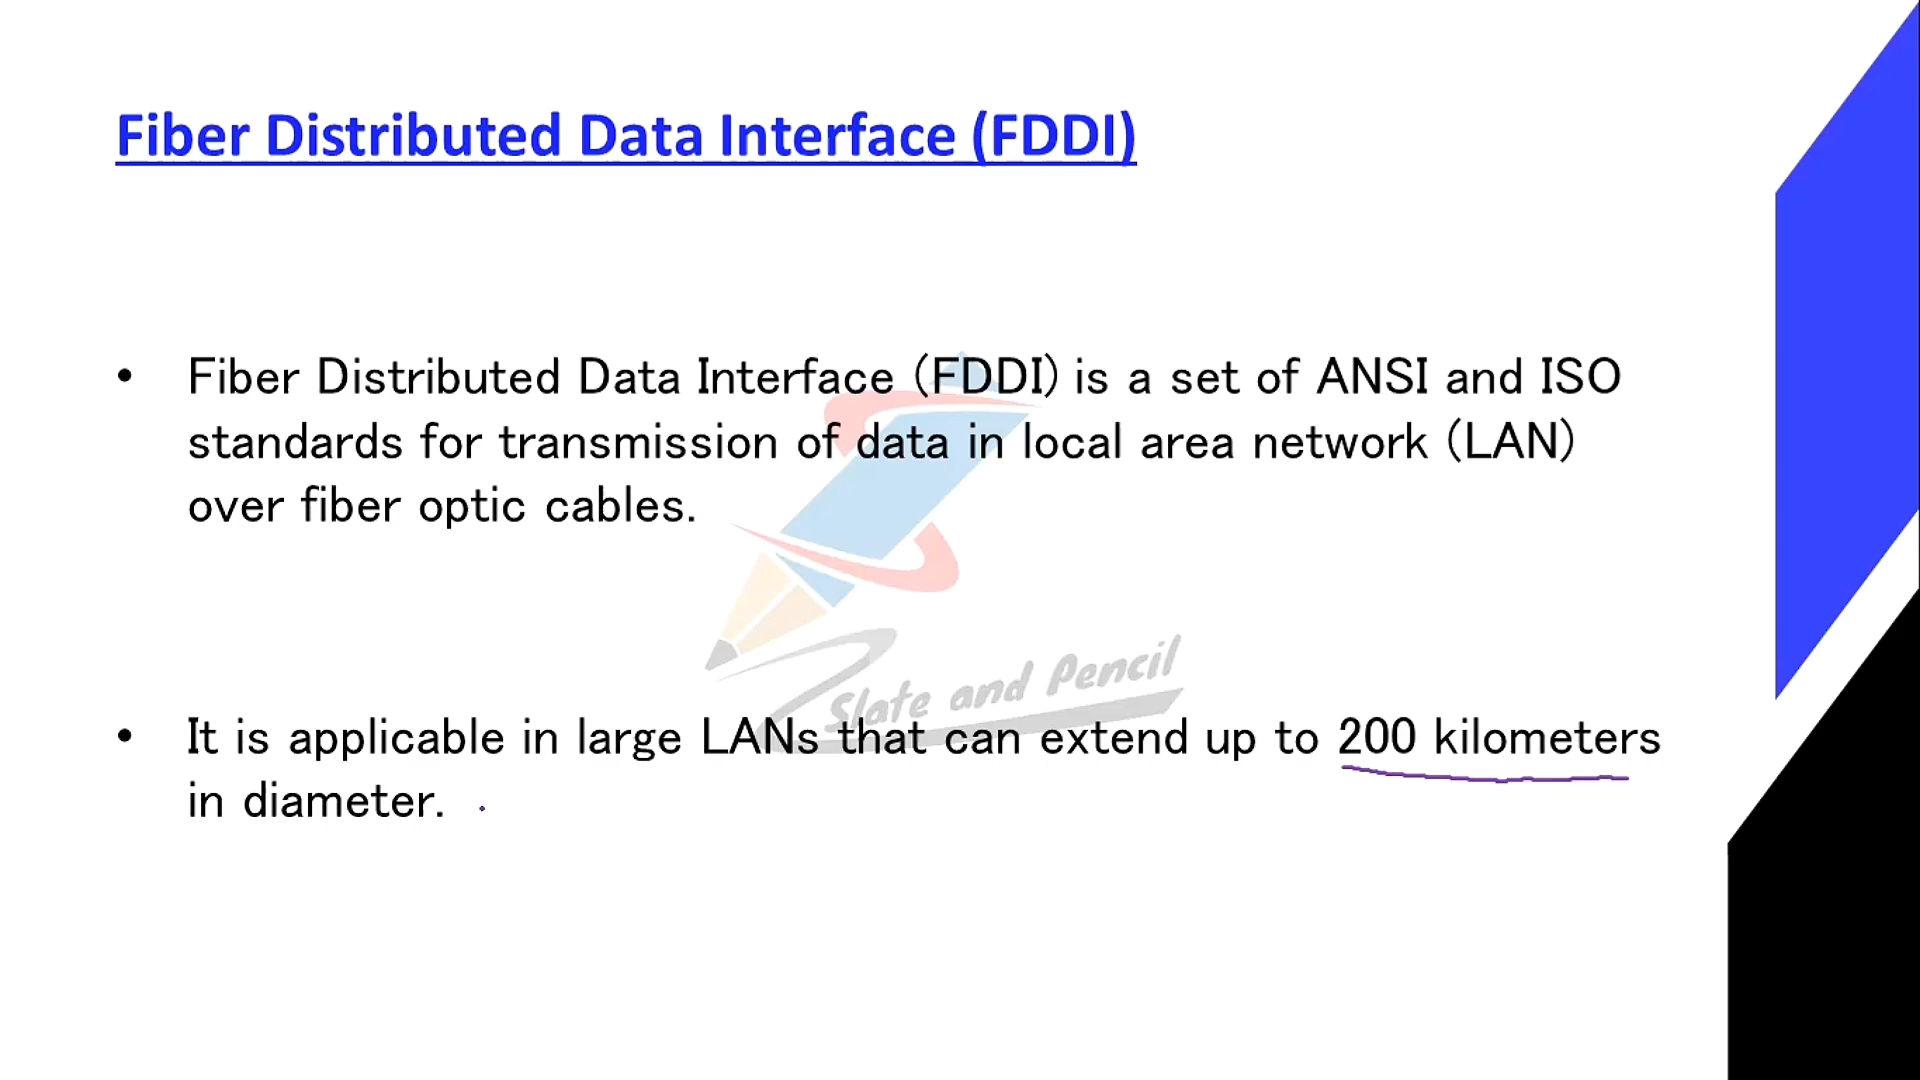 Fiber Distributed Data Interface (FDDI)
• Fiber Distributed Data Interface (FDDI) is a set of ANSI and ISO
standards for transmission of data in local area network (LAN)
over fiber optic cables.
Slate and Pencil
• It is applicable in large LANs that can extend up to 200 kilometers
in diameter.